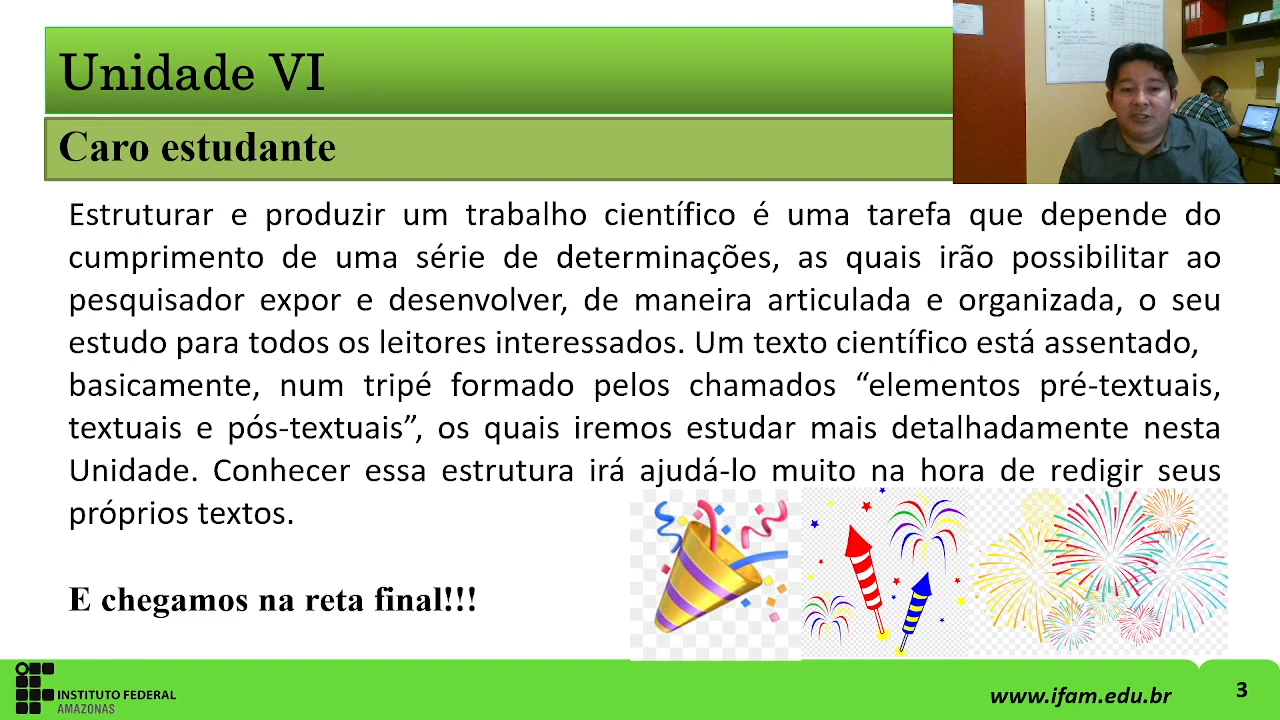 Unidade VI
Caro estudante
Estruturar e produzir um trabalho científico é uma tarefa que depende do
cumprimento de uma série de determinações, as quais irão possibilitar ao
pesquisador expor e desenvolver, de maneira articulada e organizada, o seu
estudo para todos os leitores interessados. Um texto científico está assentado,
basicamente, num tripé formado pelos chamados “elementos pré-textuais,
textuais e pós-textuais”, os quais iremos estudar mais detalhadamente nesta
Unidade. Conhecer essa estrutura irá ajudá-lo muito na hora de redigir seus
próprios textos.
E chegamos na reta final!!!
INSTITUTO FEDERAL
AMAZONAS
www.ifam.edu.br
3